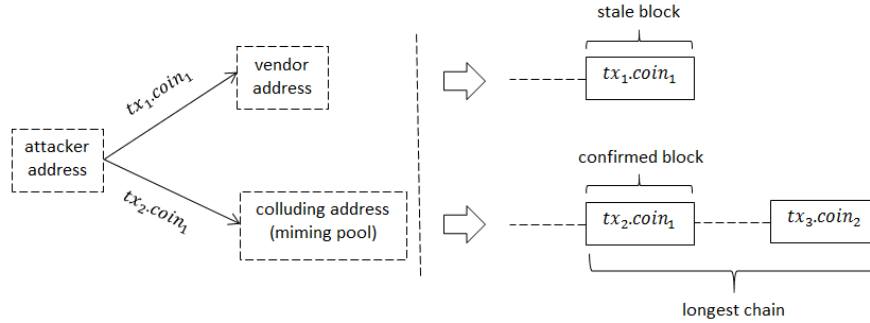 attacker
address
tx₁.coin₁
tx₂.coin₁
vendor
address
colluding address
(miming pool)
stale block
tx₁.coin₁
confirmed block
tx₂.coin₁
tx₃.coin₂
longest chain